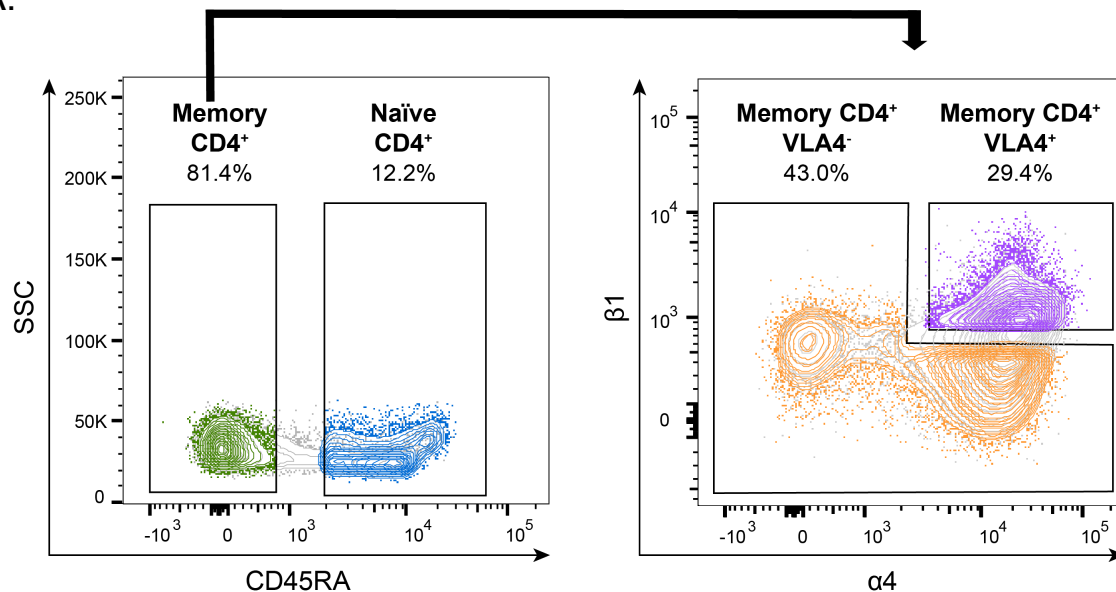 Memory
CD4+
81.4%
Naïve
CD4+
12.2%
250K
200K
150K
100K
50K
0
SSC
-10³
0
10³
10⁴
10⁵
CD45RA
Memory CD4+
VLA4-
43.0%
Memory CD4+
VLA4+
29.4%
10⁵
10⁴
10³
0
β1
-10³
0
10³
10⁴
10⁵
α4